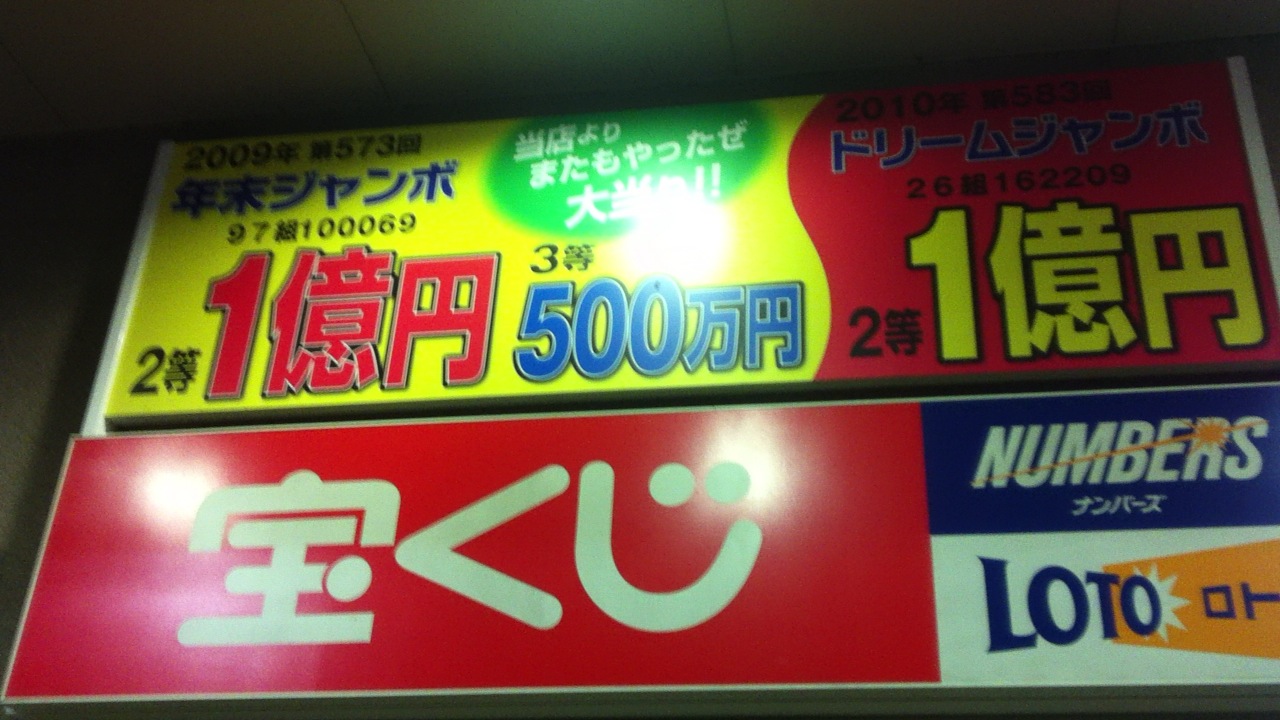 2009年 第573回
年末ジャンボ
97組100069
2等 1億円
当店より
またもやったぜ
大当り!!
3等
500万円
2010年 第583回
ドリームジャンボ
26組162209
2等 1億円
宝くじ
NUMBERS
ナンバーズ
LOTO ロト